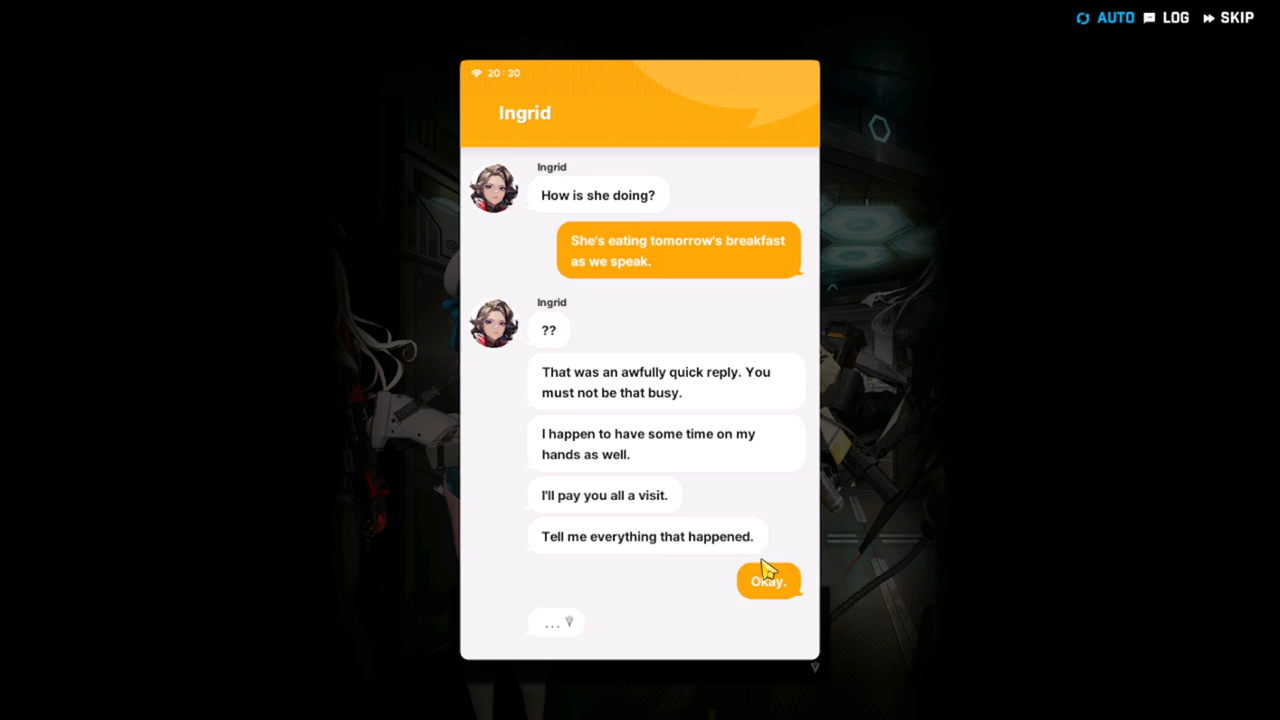 AUTO LOG SKIP
20:30
Ingrid
Ingrid
How is she doing?
She's eating tomorrow's breakfast
as we speak.
Ingrid
??
That was an awfully quick reply. You
must not be that busy.
I happen to have some time on my
hands as well.
I'll pay you all a visit.
Tell me everything that happened.
Okay.
...